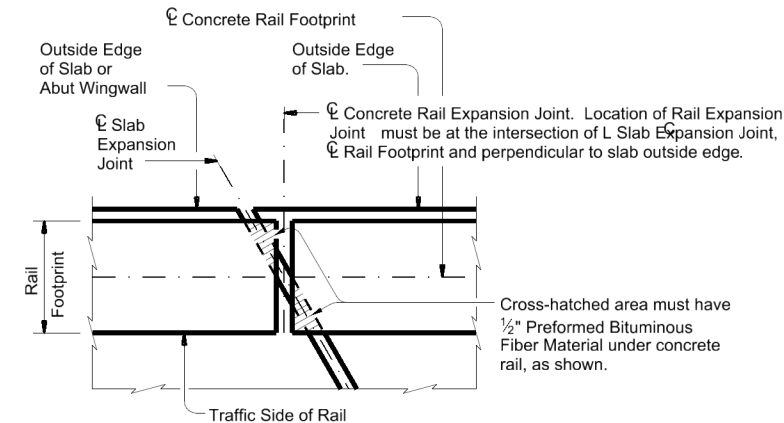 ℄ Concrete Rail Footprint
Outside Edge
of Slab or
Abut Wingwall
Outside Edge
of Slab.
℄ Slab
Expansion
Joint
℄ Concrete Rail Expansion Joint. Location of Rail Expansion
Joint must be at the intersection of ℄ Slab Expansion Joint,
℄ Rail Footprint and perpendicular to slab outside edge.
Rail
Footprint
Cross-hatched area must have
½" Preformed Bituminous
Fiber Material under concrete
rail, as shown.
Traffic Side of Rail